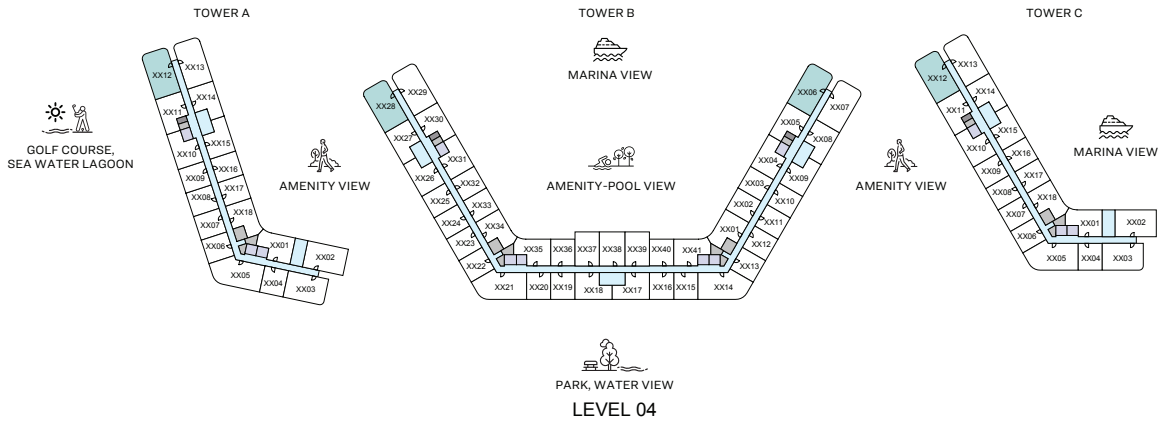 TOWER A
TOWER B
TOWER C
MARINA VIEW
GOLF COURSE,
SEA WATER LAGOON
AMENITY VIEW
AMENITY-POOL VIEW
AMENITY VIEW
MARINA VIEW
XX12
XX13
XX11
XX14
XX10
XX15
XX09
XX16
XX08
XX17
XX07
XX18
XX06
XX01
XX02
XX05
XX04
XX03
XX28
XX29
XX27
XX30
XX26
XX31
XX25
XX32
XX24
XX33
XX23
XX34
XX22
XX35
XX36
XX37
XX38
XX39
XX40
XX41
XX21
XX20
XX19
XX18
XX17
XX16
XX15
XX14
XX06
XX07
XX05
XX08
XX04
XX09
XX03
XX10
XX02
XX11
XX01
XX12
XX13
XX12
XX13
XX11
XX14
XX10
XX15
XX09
XX16
XX08
XX17
XX07
XX18
XX06
XX01
XX02
XX05
XX04
XX03
PARK, WATER VIEW
LEVEL 04